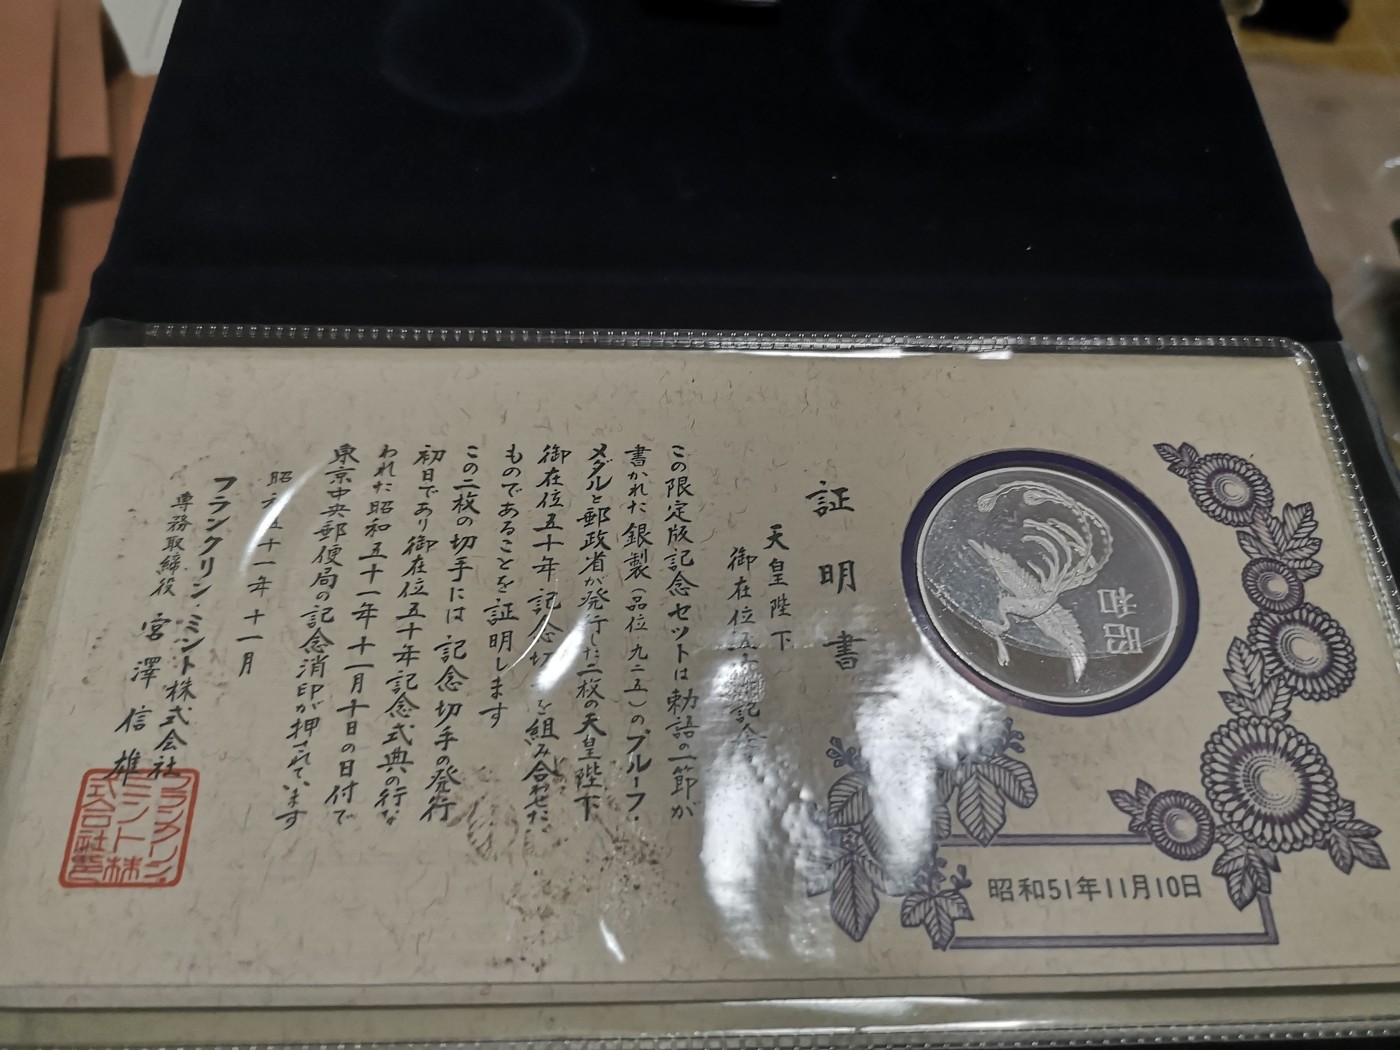 昭和
証明書
天皇陛下
御在位五十年記念
この限定版記念セットは勅語の一節が
書かれた銀製(品位九二五)のプルーフ・
メダルと郵政省が発行した二枚の天皇陛下
御在位五十年記念切手を組み合わせた
ものであることを証明します
この二枚の切手には記念切手の発行
初日であり御在位五十年記念式典の行な
われた昭和五十一年十一月十日の日付で
東京中央郵便局の記念消印が押されています
昭和五十一年十一月
フランクリン・ミント株式会社
専務取締役 宮澤信雄
フランクリン・
ミント株
式会社印
昭和51年11月10日